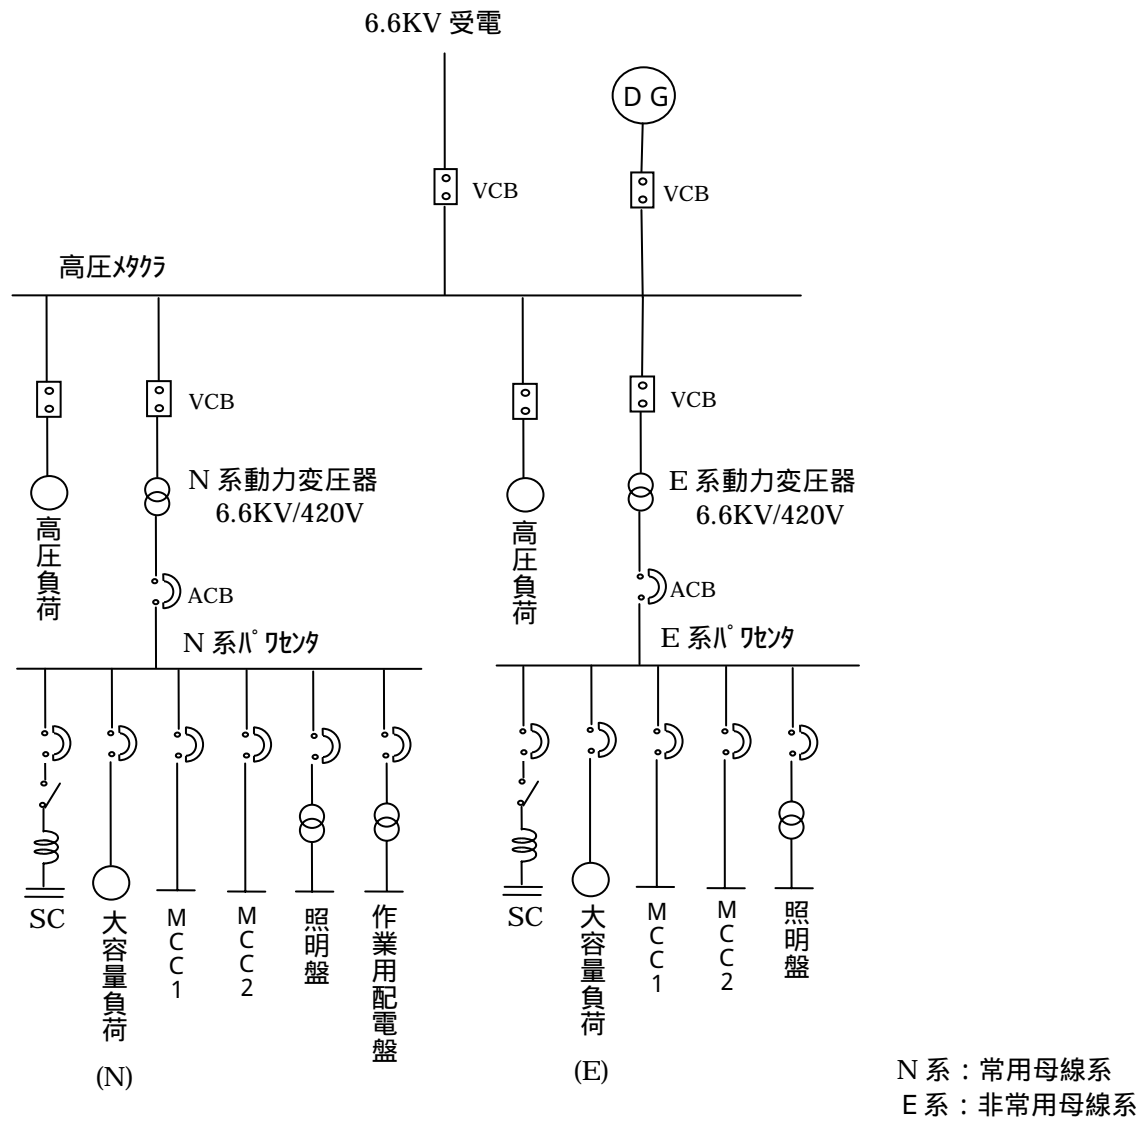 6.6KV 受電
D G
VCB
VCB
高圧ﾒﾀｸﾗ
VCB
VCB
N 系動力変圧器
6.6KV/420V
E 系動力変圧器
6.6KV/420V
高圧負荷
高圧負荷
ACB
ACB
N 系ﾊﾟﾜｾﾝﾀ
E 系ﾊﾟﾜｾﾝﾀ
SC
大容量負荷
MCC1
MCC2
照明盤
作業用配電盤
SC
大容量負荷
MCC1
MCC2
照明盤
(N)
(E)
N 系：常用母線系
E 系：非常用母線系